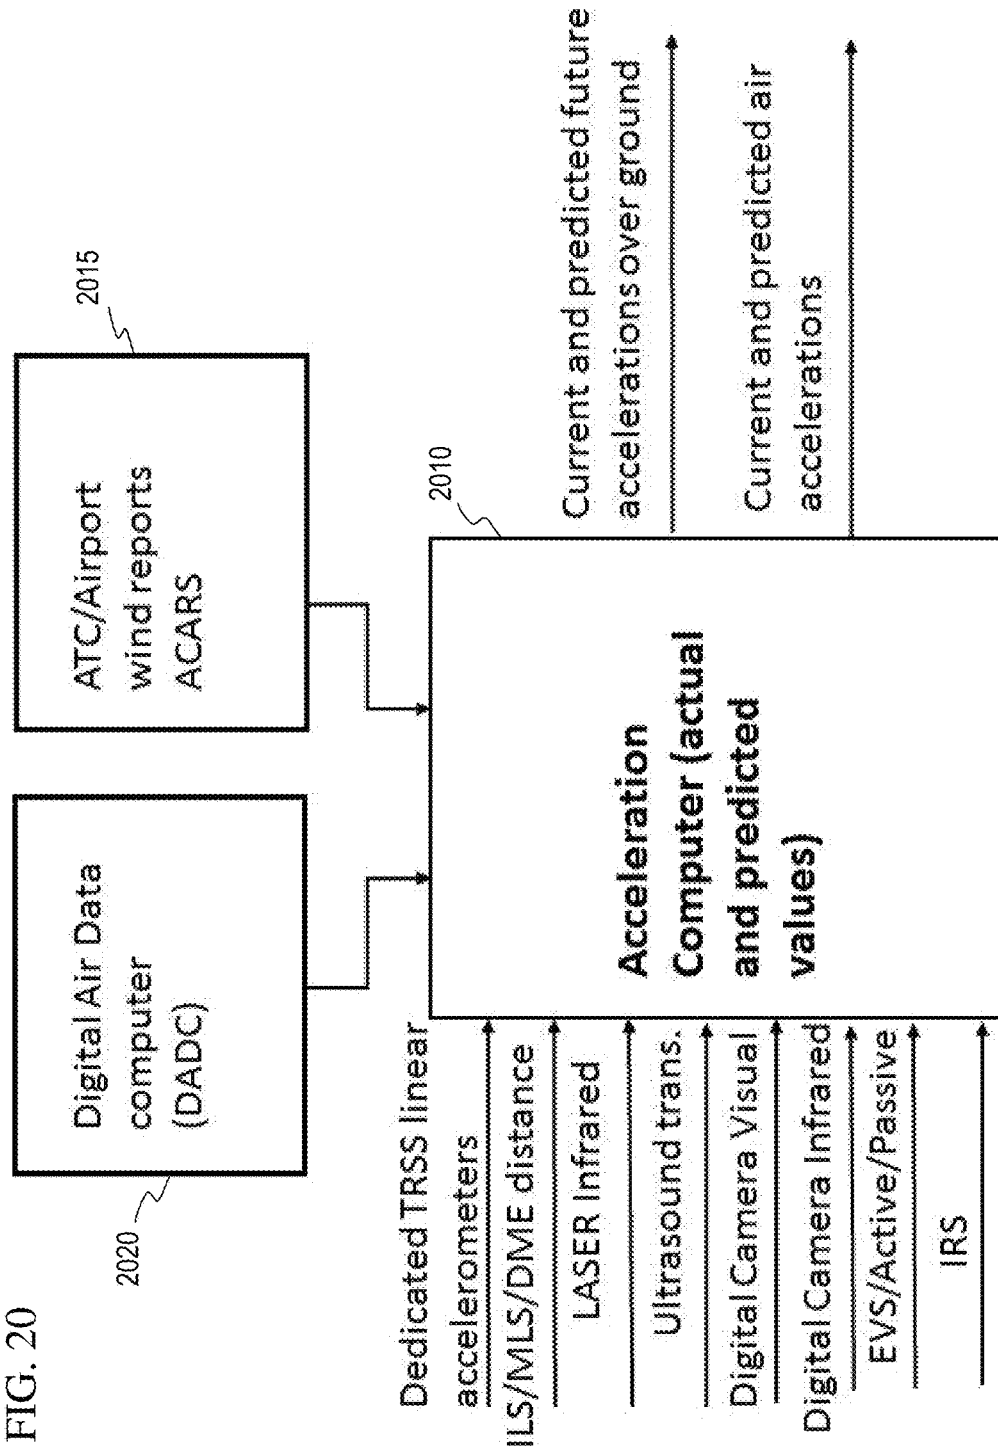 FIG. 20
2020
Digital Air Data
computer
(DADC)
2015
ATC/Airport
wind reports
ACARS
Dedicated TRSS linear
accelerometers
ILS/MLS/DME distance
LASER Infrared
Ultrasound trans.
Digital Camera Visual
Digital Camera Infrared
EVS/Active/Passive
IRS
2010
Acceleration
Computer (actual
and predicted
values)
Current and predicted future
accelerations over ground
Current and predicted air
accelerations